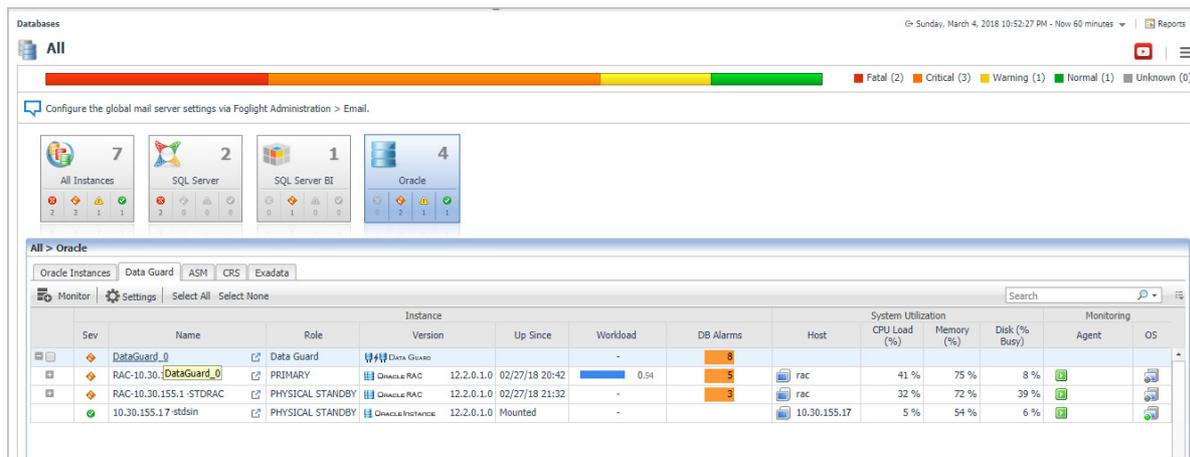 Databases
Sunday, March 4, 2018 10:52:27 PM - Now 60 minutes
Reports
All
Fatal (2) Critical (3) Warning (1) Normal (1) Unknown (0)
Configure the global mail server settings via Foglight Administration > Email.
7 2 1 4
All Instances SQL Server SQL Server BI Oracle
2 3 1 1 2 0 0 0 0 1 0 0 0 2 1 1
All > Oracle
Oracle Instances Data Guard ASM CRS Exadata
Monitor Settings Select All Select None Search
Instance System Utilization Monitoring
Sev Name Role Version Up Since Workload DB Alarms Host CPU Load (%) Memory (%) Disk (% Busy) Agent OS
DataGuard_0 Data Guard DATA GUARD - 8
RAC-10.30. DataGuard_0 PRIMARY ORACLE RAC 12.2.0.1.0 02/27/18 20:42 0.54 5 rac 41 % 75 % 8 %
RAC-10.30.155.1 -STDRAC PHYSICAL STANDBY ORACLE RAC 12.2.0.1.0 02/27/18 21:32 - 3 rac 32 % 72 % 39 %
10.30.155.17-stdsin PHYSICAL STANDBY ORACLE INSTANCE 12.2.0.1.0 Mounted - 10.30.155.17 5 % 54 % 6 %